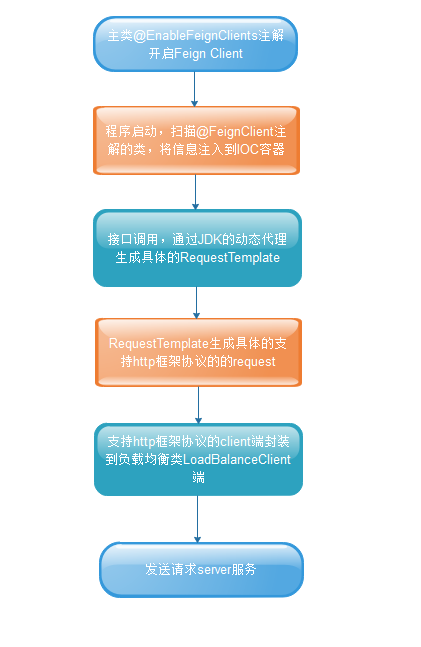 主类@EnableFeignClients注解
开启Feign Client
程序启动，扫描@FeignClient注
解的类，将信息注入到IOC容器
接口调用，通过JDK的动态代理
生成具体的RequestTemplate
RequestTemplate生成具体的支
持http框架协议的的request
支持http框架协议的client端封装
到负载均衡类LoadBalanceClient
端
发送请求server服务